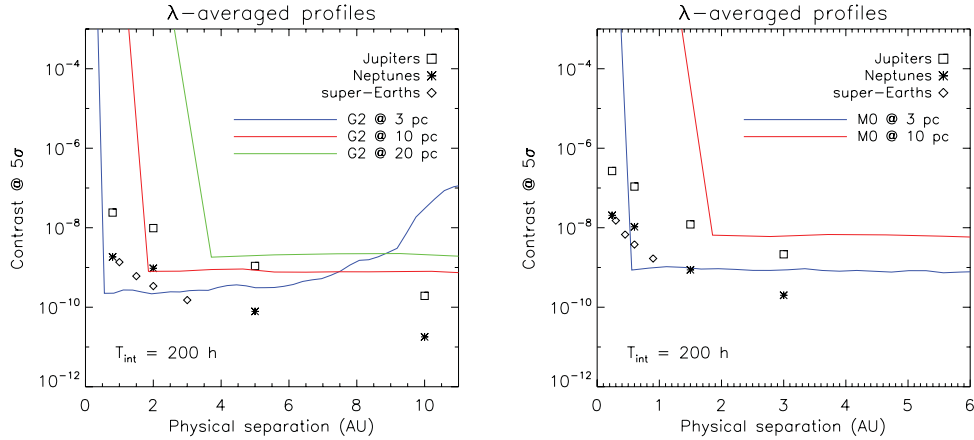 λ-averaged profiles
10⁻⁴
10⁻⁶
10⁻⁸
10⁻¹⁰
10⁻¹²
Contrast @ 5σ
Jupiters
Neptunes
super-Earths
G2 @ 3 pc
G2 @ 10 pc
G2 @ 20 pc
T_int = 200 h
0 2 4 6 8 10
Physical separation (AU)
λ-averaged profiles
10⁻⁴
10⁻⁶
10⁻⁸
10⁻¹⁰
10⁻¹²
Contrast @ 5σ
Jupiters
Neptunes
super-Earths
M0 @ 3 pc
M0 @ 10 pc
T_int = 200 h
0 1 2 3 4 5 6
Physical separation (AU)